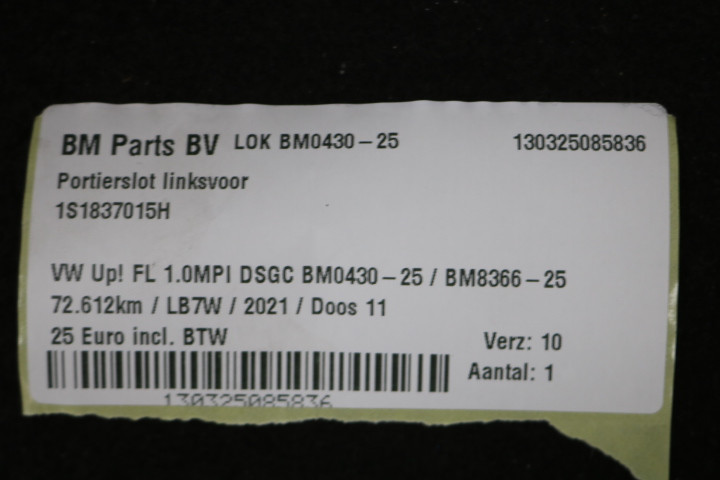 BM Parts BV LOK BM0430-25 130325085836
Portierslot linksvoor
1S1837015H
VW Up! FL 1.0MPI DSGC BM0430-25 / BM8366-25
72.612km / LB7W / 2021 / Doos 11
25 Euro incl. BTW Verz: 10
Aantal: 1
130325085836